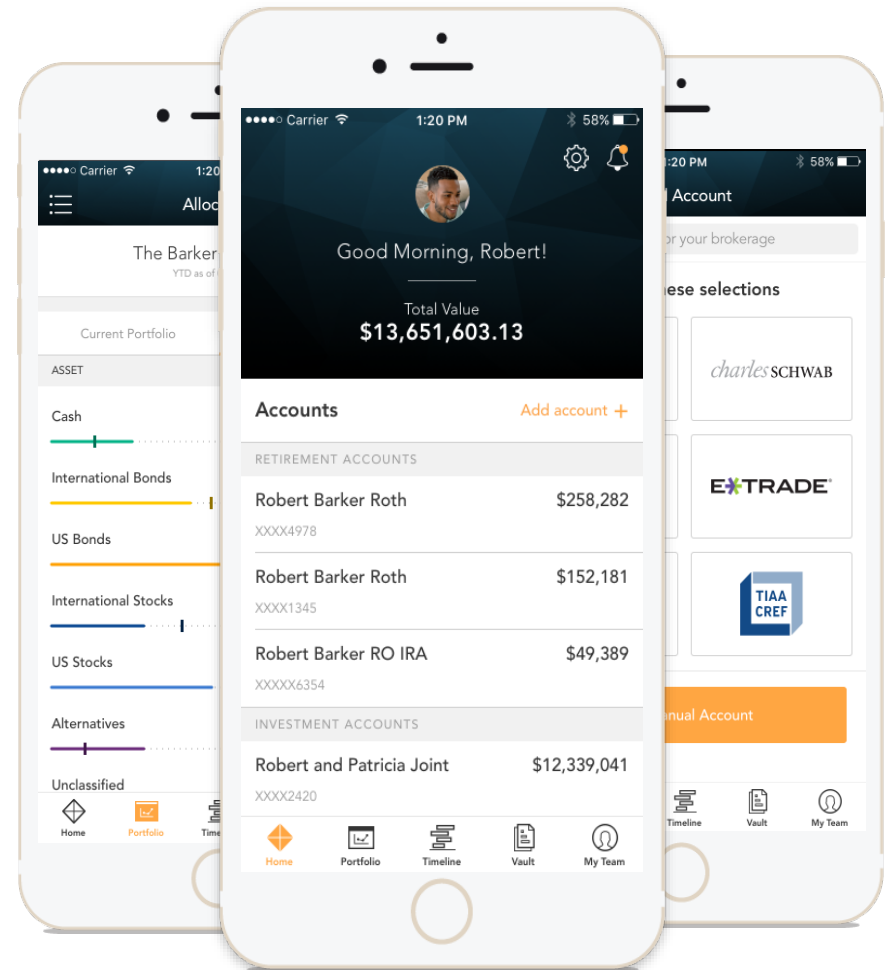 Carrier
1:20
Alloc
The Barker
YTD as of
Current Portfolio
ASSET
Cash
International Bonds
US Bonds
International Stocks
US Stocks
Alternatives
Unclassified
Home
Portfolio
Time
Carrier
1:20 PM
58%
Good Morning, Robert!
Total Value
$13,651,603.13
Accounts
Add account +
RETIREMENT ACCOUNTS
Robert Barker Roth
$258,282
XXXX4978
Robert Barker Roth
$152,181
XXXX1345
Robert Barker RO IRA
$49,389
XXXXX6354
INVESTMENT ACCOUNTS
Robert and Patricia Joint
$12,339,041
XXXX2420
Home
Portfolio
Timeline
Vault
My Team
:20 PM
58%
Account
or your brokerage
ese selections
charles SCHWAB
E*TRADE
TIAA
CREF
nual Account
Timeline
Vault
My Team